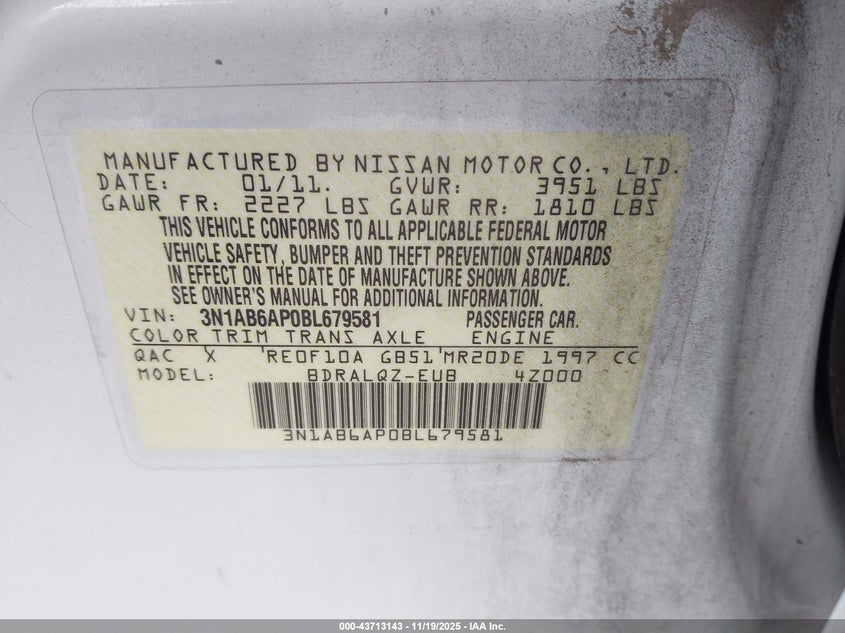 MANUFACTURED BY NISSAN MOTOR CO., LTD.
DATE: 01/11. GVWR: 3951 LBS
GAWR FR: 2227 LBS GAWR RR: 1810 LBS
THIS VEHICLE CONFORMS TO ALL APPLICABLE FEDERAL MOTOR
VEHICLE SAFETY, BUMPER AND THEFT PREVENTION STANDARDS
IN EFFECT ON THE DATE OF MANUFACTURE SHOWN ABOVE.
SEE OWNER'S MANUAL FOR ADDITIONAL INFORMATION.
VIN: 3N1AB6AP0BL679581 PASSENGER CAR.
COLOR TRIM TRANS AXLE ENGINE
QAC X RE0F10A GB51 MR20DE 1997 CC
MODEL: BDRALQZ-EUB 4Z000
3N1AB6AP0BL679581
000-43713143 - 11/19/2025 - IAA Inc.